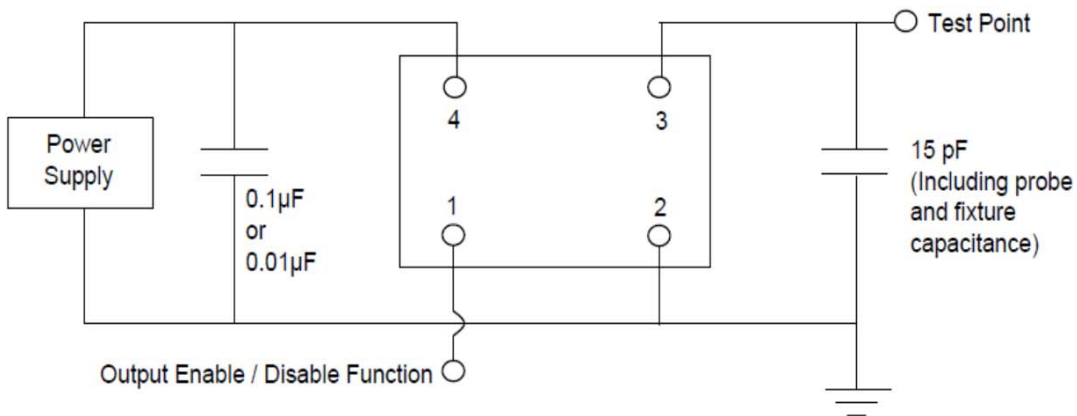 Test Point
4
3
Power
Supply
15 pF
(Including probe
and fixture
capacitance)
0.1µF
or
0.01µF
1
2
Output Enable / Disable Function